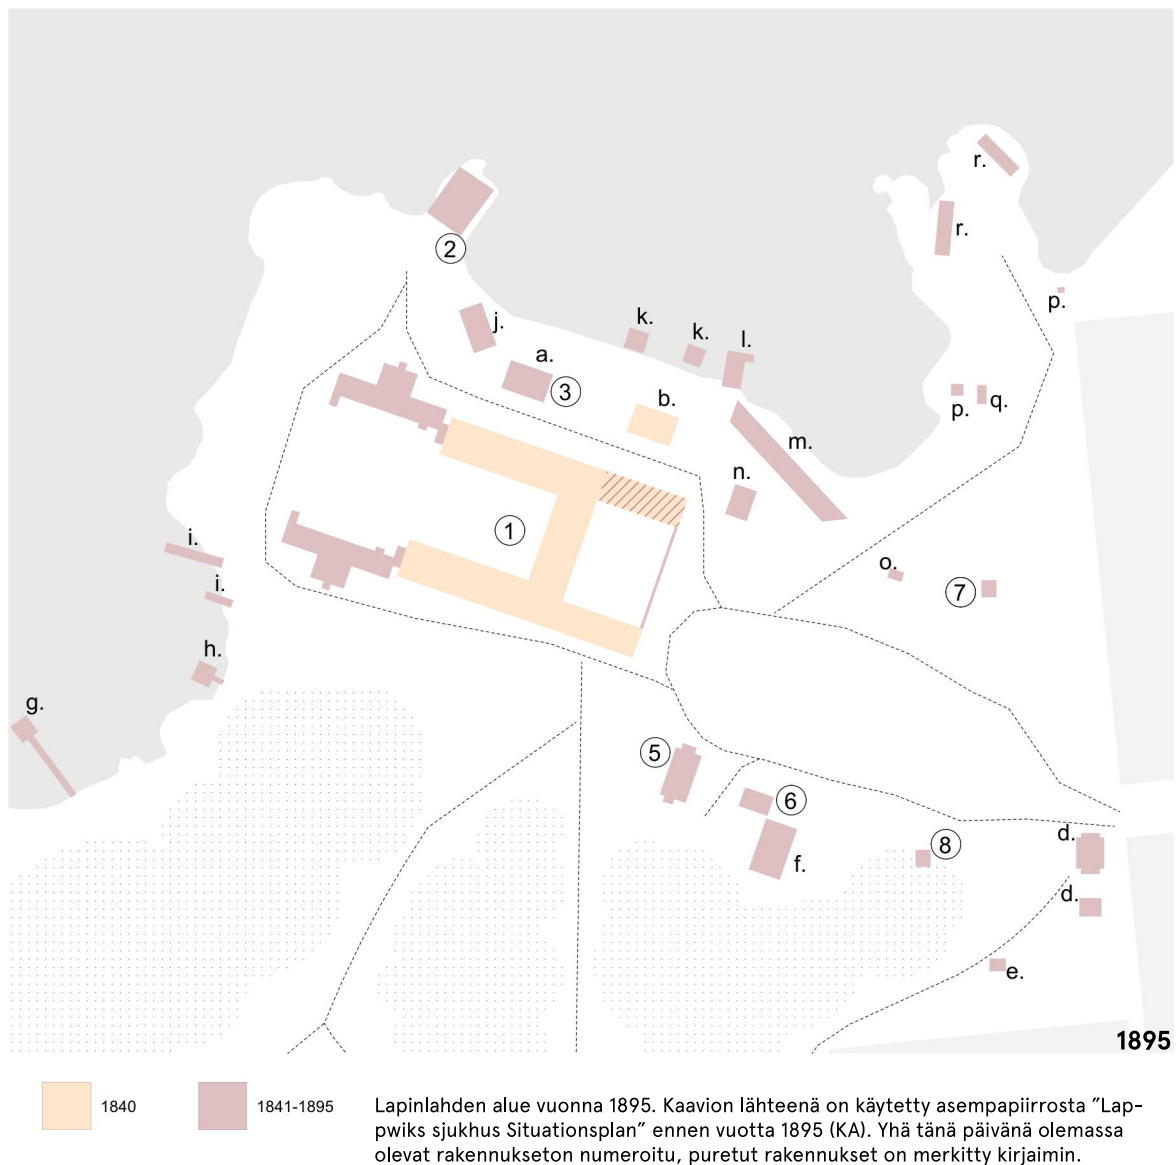 r.
2
r.
p.
j.
k.
k.
l.
a.
3
b.
p.
q.
m.
n.
1
i.
o.
7
i.
h.
g.
5
6
8
d.
f.
d.
e.
1895
1840
1841-1895
Lapinlahden alue vuonna 1895. Kaavion lähteenä on käytetty asempapiirrosta ”Lap-
pwiks sjukhus Situationsplan” ennen vuotta 1895 (KA). Yhä tänä päivänä olemassa
olevat rakennukseton numeroitu, puretut rakennukset on merkitty kirjaimin.